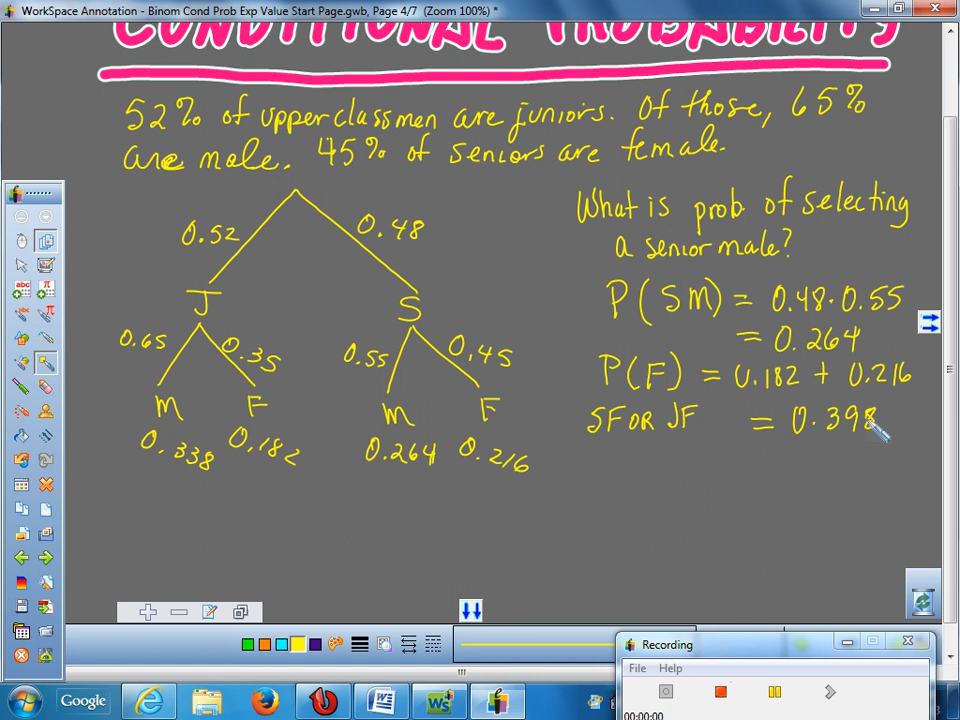 WorkSpace Annotation - Binom Cond Prob Exp Value Start Page.gwb, Page 4/7 (Zoom 100%) *
CONDITIONAL PROBABILITY
52% of upperclassmen are juniors. Of those, 65%
are male. 45% of seniors are female.
What is prob of selecting
a senior male?
0.52
0.48
J
S
P(SM) = 0.48·0.55
= 0.264
0.65
0.35
0.55
0.45
P(F) = 0.182 + 0.216
M
F
M
F
SF OR JF = 0.398
0.338
0.182
0.264
0.216
abc
π
abc
Recording
File Help
00:00:00
Google